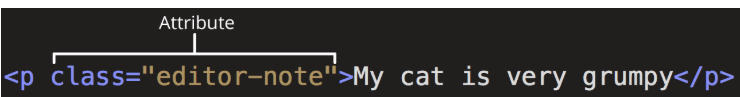 Attribute
<p class="editor-note">My cat is very grumpy</p>